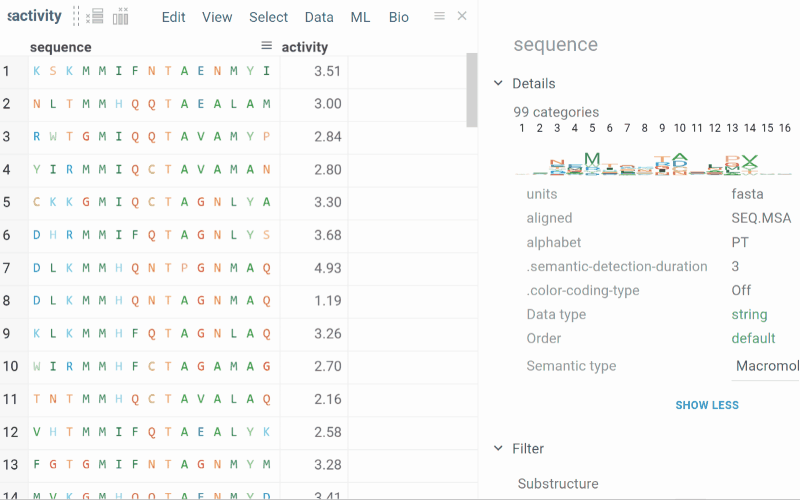 activity Edit View Select Data ML Bio
sequence activity
1 K S K M M I F N T A E N M Y I 3.51
2 N L T M M H Q Q T A E A L A M 3.00
3 R W T G M I Q Q T A V A M Y P 2.84
4 Y I R M M I Q C T A V A M A N 2.80
5 C K K G M I Q C T A G N L Y A 3.30
6 D H R M M I F Q T A G N L Y S 3.68
7 D L K M M H Q N T P G N M A Q 4.93
8 D L K M M H Q N T A G N M A Q 1.19
9 K L K M M H F Q T A G N L A Q 3.26
10 W I R M M H F C T A G A M A G 2.70
11 T N T M M H Q C T A V A L A Q 2.16
12 V H T M M I F Q T A E A L Y K 2.58
13 F G T G M I F N T A G N M Y M 3.28
14 M V K G M H Q Q T A E N M Y D 3.41
sequence
Details
99 categories
1 2 3 4 5 6 7 8 9 10 11 12 13 14 15 16
units fasta
aligned SEQ.MSA
alphabet PT
.semantic-detection-duration 3
.color-coding-type Off
Data type string
Order default
Semantic type Macromol
SHOW LESS
Filter
Substructure